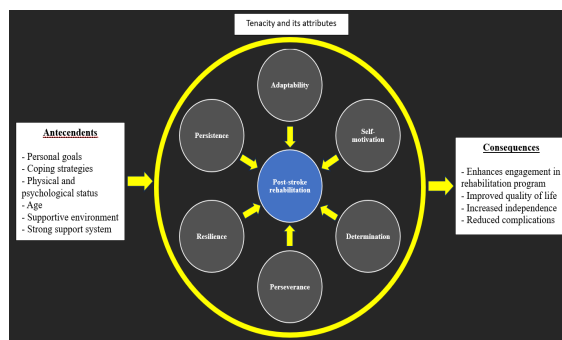 Tenacity and its attributes
Adaptability
Persistence
Self-
motivation
Antecendents
- Personal goals
- Coping strategies
- Physical and
psychological status
- Age
- Supportive environment
- Strong support system
Post-stroke
rehabilitation
Consequences
- Enhances engagement in
rehabilitation program
- Improved quality of life
- Increased independence
- Reduced complications
Resilience
Determination
Perseverance